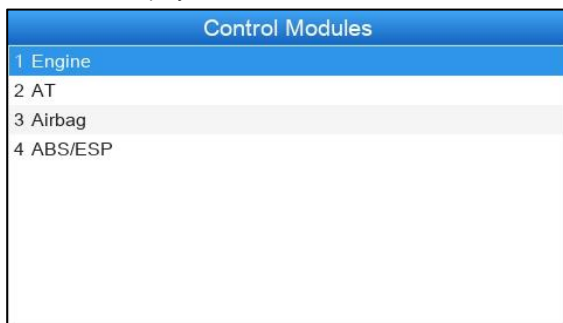 Control Modules
1 Engine
2 AT
3 Airbag
4 ABS/ESP